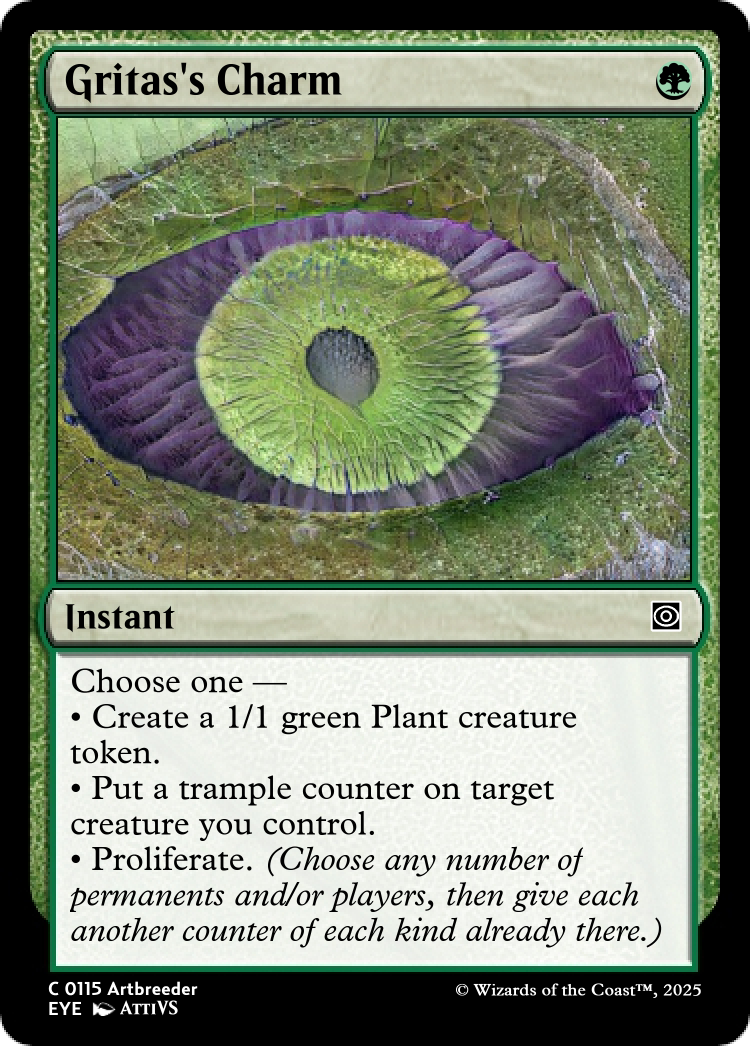 Gritas's Charm
Instant
Choose one —
• Create a 1/1 green Plant creature
token.
• Put a trample counter on target
creature you control.
• Proliferate. (Choose any number of
permanents and/or players, then give each
another counter of each kind already there.)
C 0115 Artbreeder
© Wizards of the Coast™, 2025
EYE AttiVS